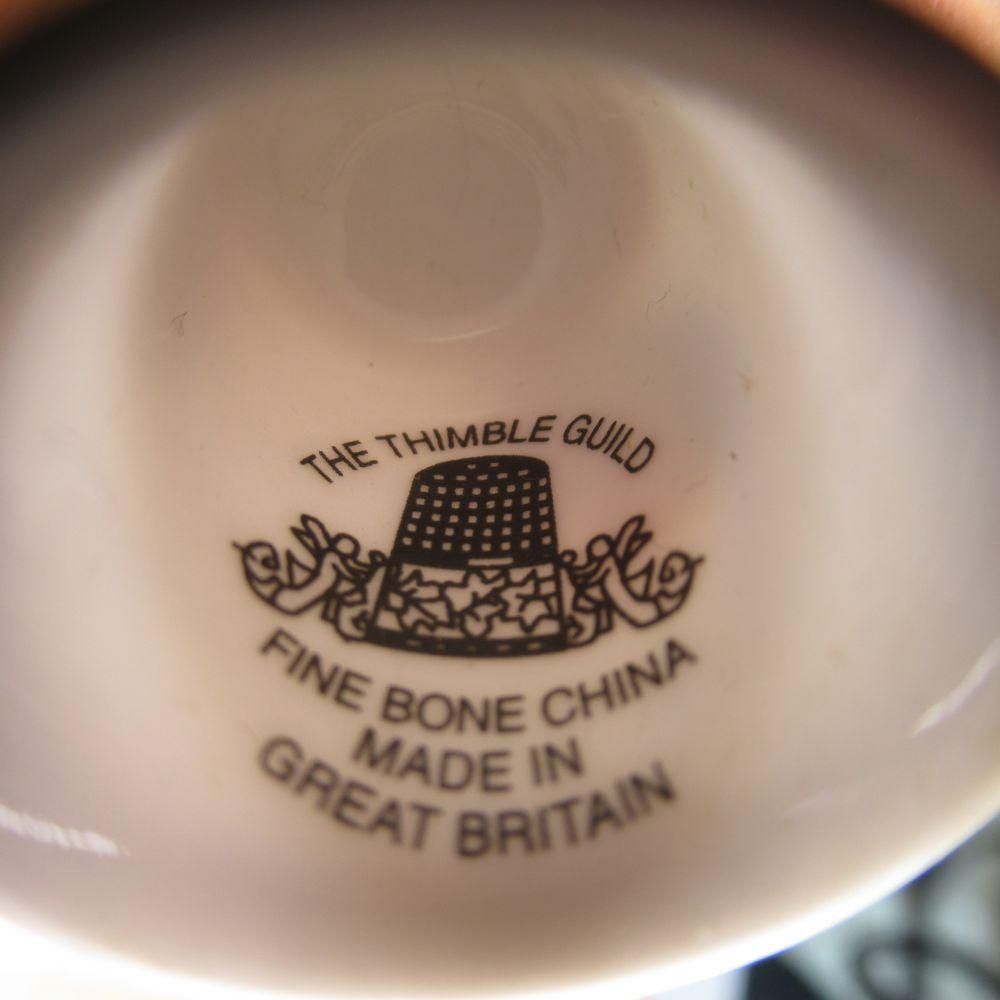 THE THIMBLE GUILD
FINE BONE CHINA
MADE IN
GREAT BRITAIN